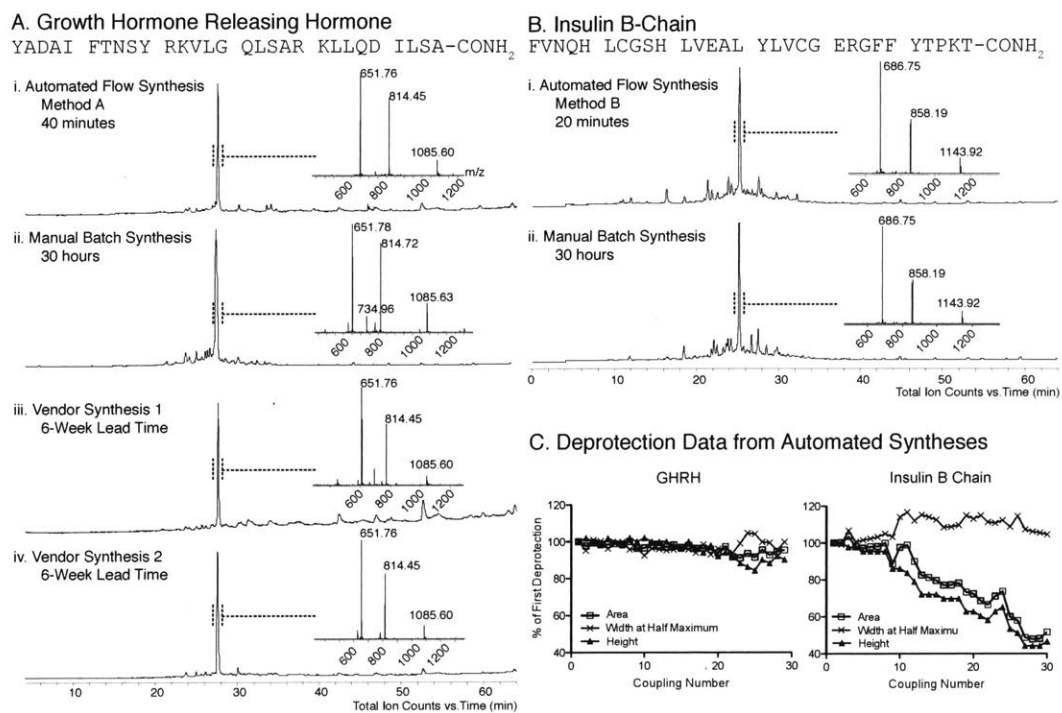 A. Growth Hormone Releasing Hormone
YADAI FTNSY RKVLG QLSAR KLLQD ILSA-CONH2
i. Automated Flow Synthesis
Method A
40 minutes
651.76
814.45
1085.60
m/z
600
800
1000
1200
ii. Manual Batch Synthesis
30 hours
651.78
814.72
734.96
1085.63
600
800
1000
1200
iii. Vendor Synthesis 1
6-Week Lead Time
651.76
814.45
1085.60
600
800
1000
1200
iv. Vendor Synthesis 2
6-Week Lead Time
651.76
814.45
1085.60
600
800
1000
1200
10 20 30 40 50 60
Total Ion Counts vs. Time (min)
B. Insulin B-Chain
FVNQH LCGSH LVEAL YLVCG ERGFF YTPKT-CONH2
i. Automated Flow Synthesis
Method B
20 minutes
686.75
858.19
1143.92
600
800
1000
1200
ii. Manual Batch Synthesis
30 hours
686.75
858.19
1143.92
600
800
1000
1200
0 10 20 30 40 50 60
Total Ion Counts vs. Time (min)
C. Deprotection Data from Automated Syntheses
GHRH
% of First Deprotection
120
100
80
60
40
Area
Width at Half Maximum
Height
0 10 20 30
Coupling Number
Insulin B Chain
120
100
80
60
40
Area
Width at Half Maximu
Height
0 10 20 30
Coupling Number